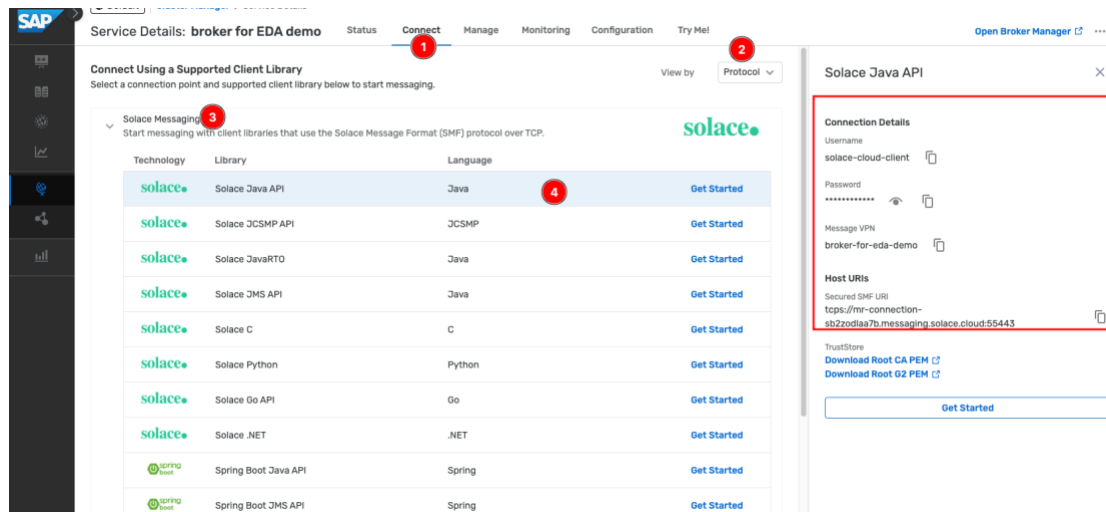 SAP
Service Details: broker for EDA demo
Status
Connect
Manage
Monitoring
Configuration
Try Me!
Open Broker Manager
1
2
Connect Using a Supported Client Library
Select a connection point and supported client library below to start messaging.
View by
Protocol
Solace Messaging
3
Start messaging with client libraries that use the Solace Message Format (SMF) protocol over TCP.
solace
Technology Library Language
solace Solace Java API Java 4 Get Started
solace Solace JCSMP API JCSMP Get Started
solace Solace JavaRTO Java Get Started
solace Solace JMS API Java Get Started
solace Solace C C Get Started
solace Solace Python Python Get Started
solace Solace Go API Go Get Started
solace Solace .NET .NET Get Started
spring boot Spring Boot Java API Spring Get Started
spring boot Spring Boot JMS API Spring Get Started
Solace Java API
Connection Details
Username
solace-cloud-client
Password
************
Message VPN
broker-for-eda-demo
Host URIs
Secured SMF URI
tcps://mr-connection-
sb2zodlaa7b.messaging.solace.cloud:55443
TrustStore
Download Root CA PEM
Download Root G2 PEM
Get Started